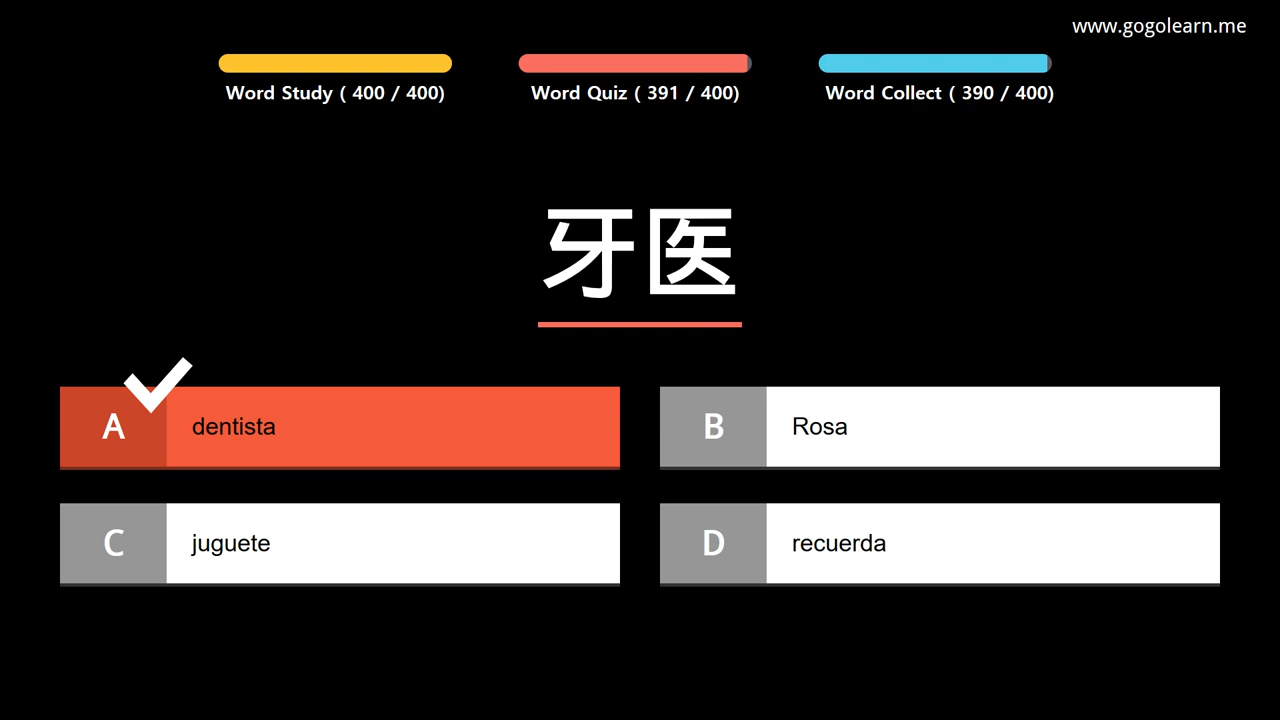 www.gogolearn.me
Word Study ( 400 / 400)
Word Quiz ( 391 / 400)
Word Collect ( 390 / 400)
牙医
A dentista
B Rosa
C juguete
D recuerda